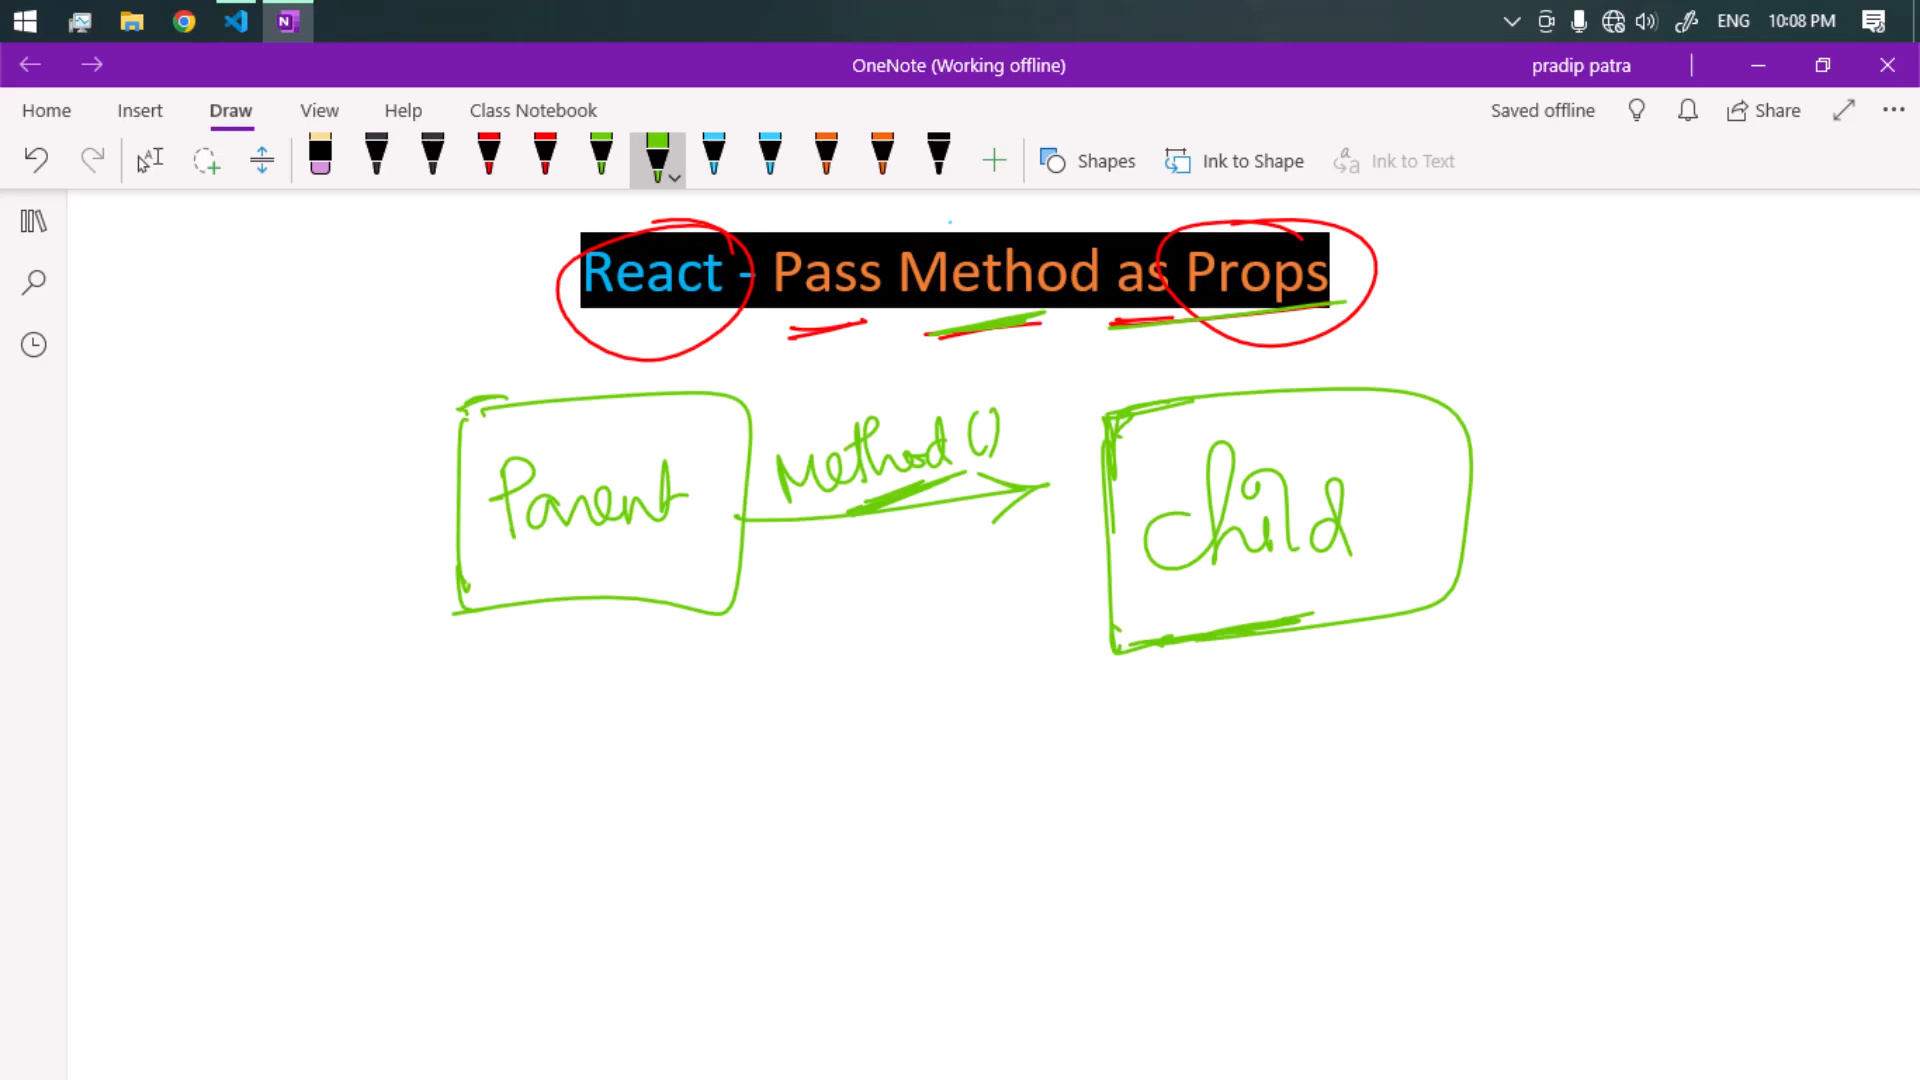 ENG 10:08 PM
OneNote (Working offline)
pradip patra
Home Insert Draw View Help Class Notebook
Saved offline Share
Shapes Ink to Shape Ink to Text
React - Pass Method as Props
Parent
Method ()
child